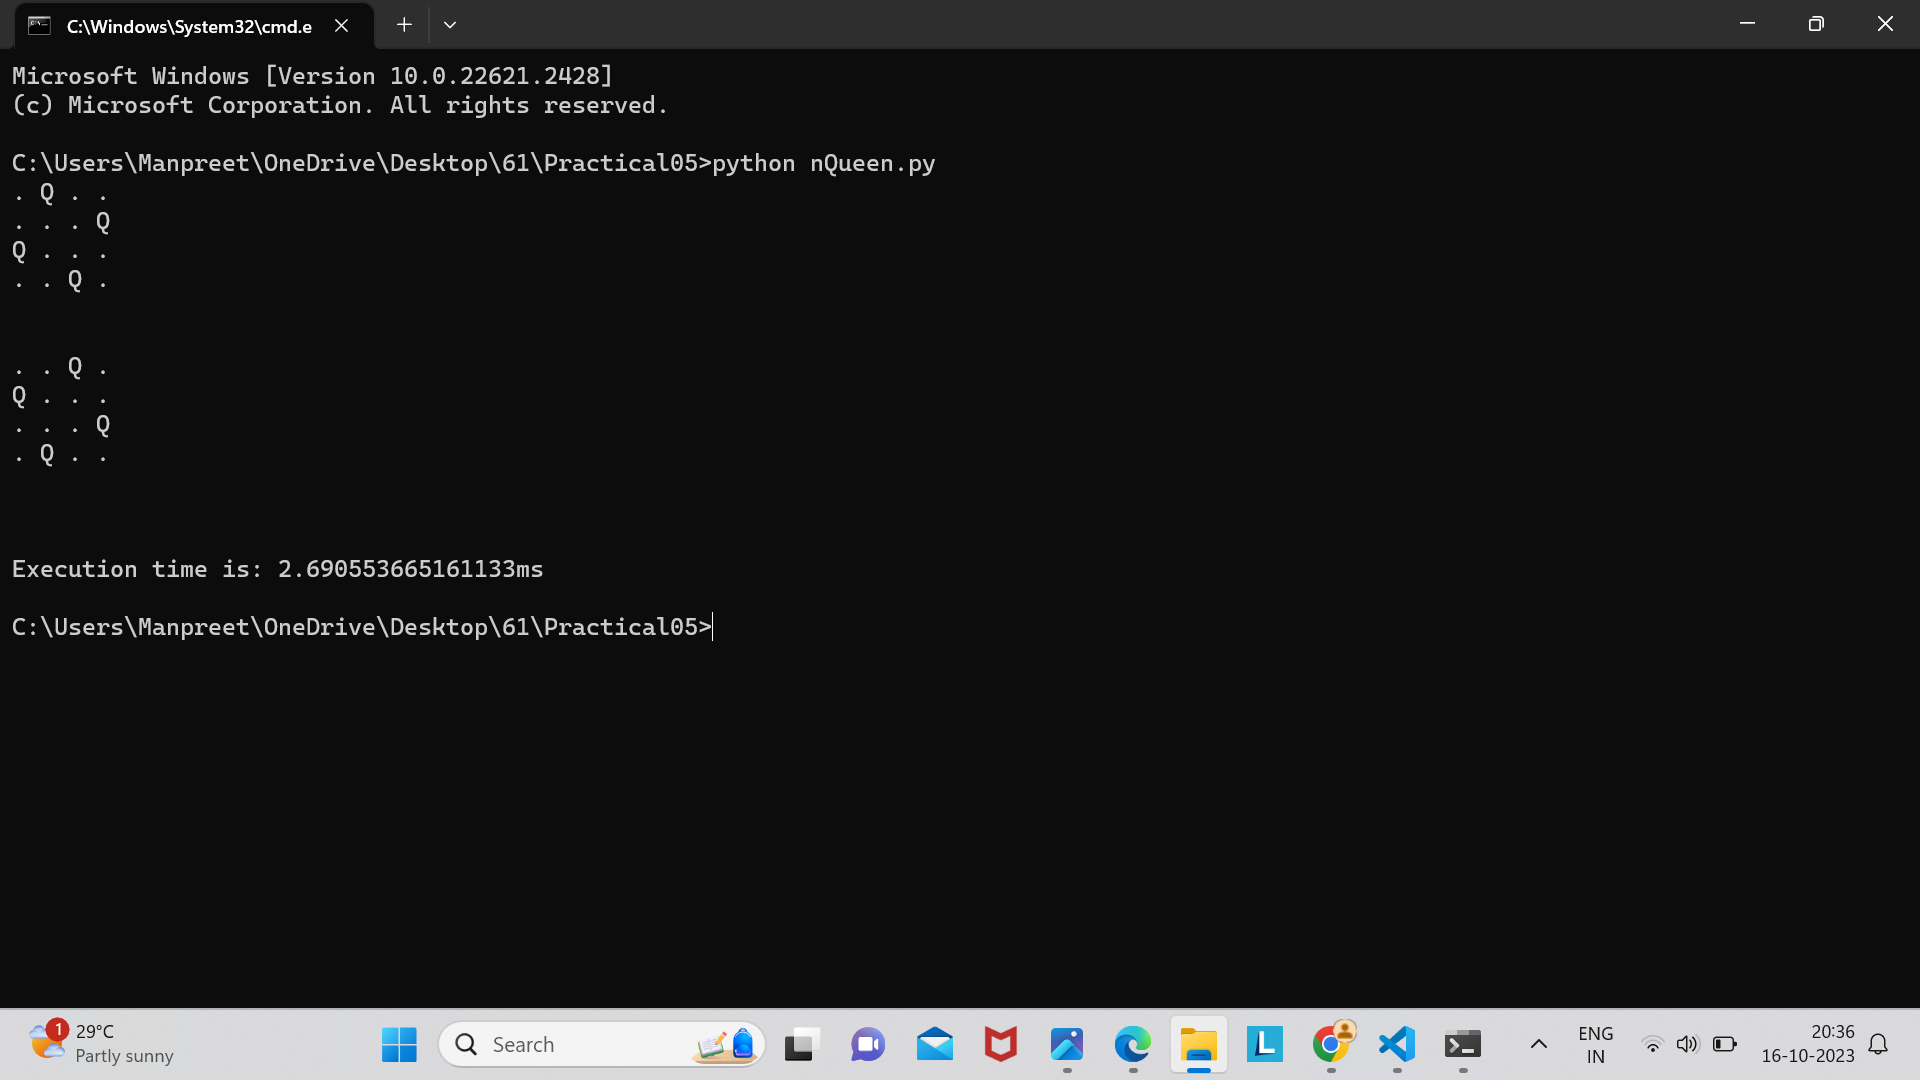 C:\Windows\System32\cmd.e
Microsoft Windows [Version 10.0.22621.2428]
(c) Microsoft Corporation. All rights reserved.
C:\Users\Manpreet\OneDrive\Desktop\61\Practical05>python nQueen.py
. Q . .
. . . Q
Q . . .
. . Q .
. . Q .
Q . . .
. . . Q
. Q . .
Execution time is: 2.690553665161133ms
C:\Users\Manpreet\OneDrive\Desktop\61\Practical05>
1
29°C
Partly sunny
Search
L
ENG
IN
20:36
16-10-2023